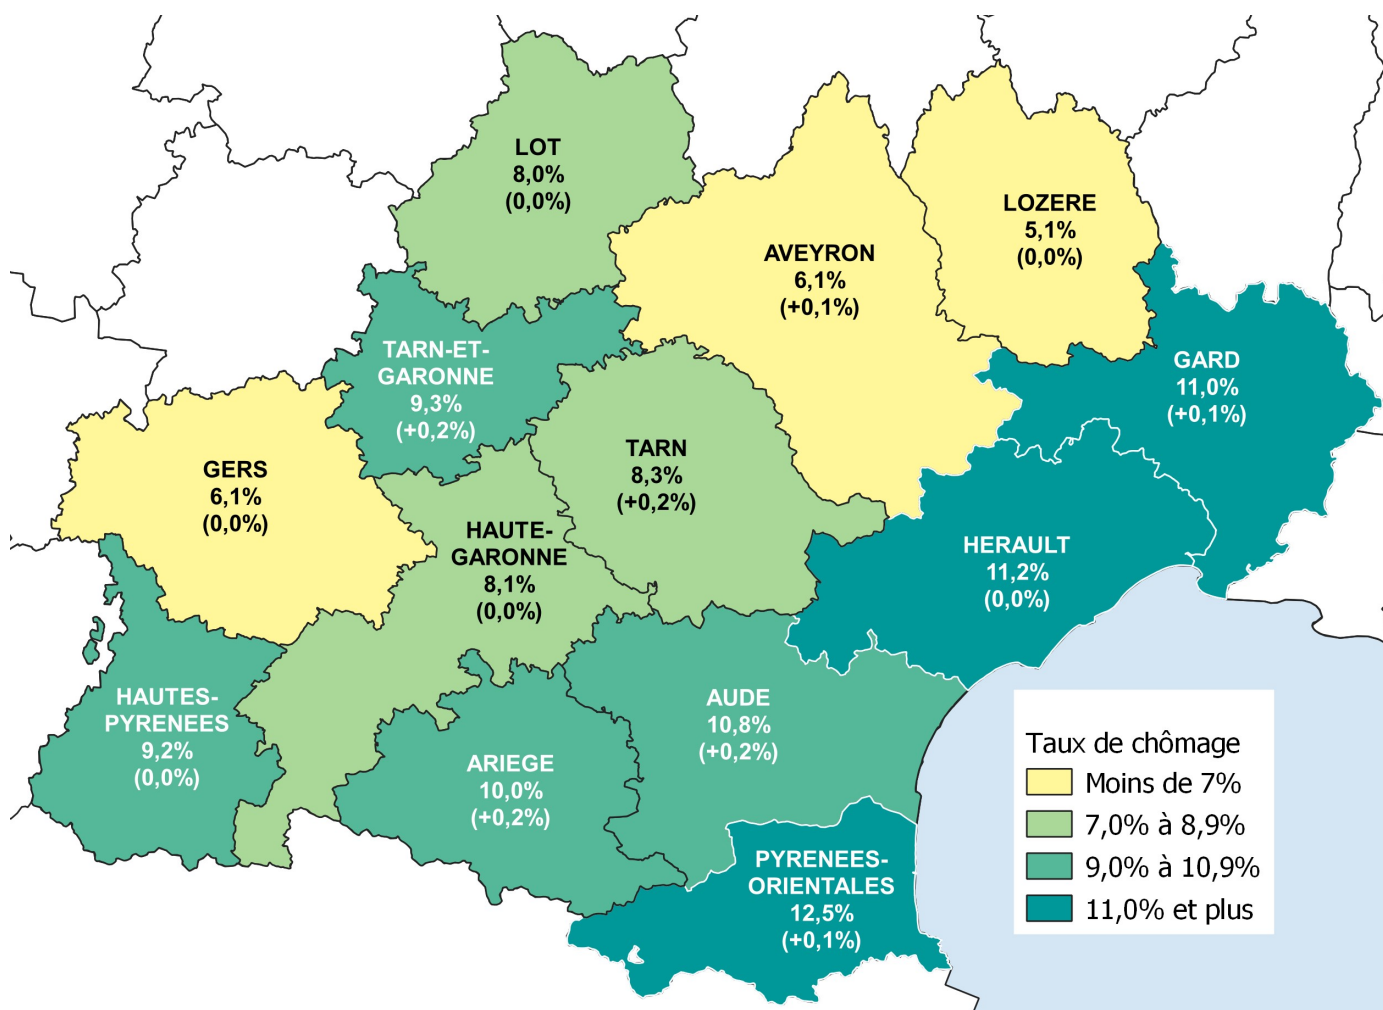 LOT
8,0%
(0,0%)
LOZERE
5,1%
(0,0%)
AVEYRON
6,1%
(+0,1%)
TARN-ET-
GARONNE
9,3%
(+0,2%)
GARD
11,0%
(+0,1%)
GERS
6,1%
(0,0%)
TARN
8,3%
(+0,2%)
HAUTE-
GARONNE
8,1%
(0,0%)
HERAULT
11,2%
(0,0%)
HAUTES-
PYRENEES
9,2%
(0,0%)
ARIEGE
10,0%
(+0,2%)
AUDE
10,8%
(+0,2%)
PYRENEES-
ORIENTALES
12,5%
(+0,1%)
Taux de chômage
Moins de 7%
7,0% à 8,9%
9,0% à 10,9%
11,0% et plus